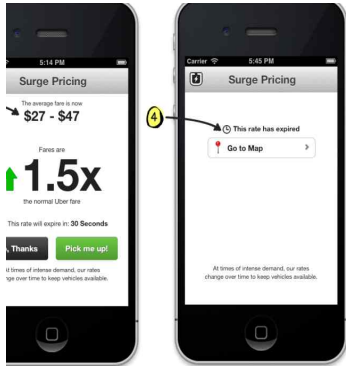 5:14 PM
Surge Pricing
The average fare is now
$27 - $47
Fares are
1.5x
the normal Uber fare
This rate will expire in: 30 Seconds
Thanks
Pick me up!
At times of intense demand, our rates
change over time to keep vehicles available.
4
Carrier
5:45 PM
Surge Pricing
This rate has expired
Go to Map
At times of intense demand, our rates
change over time to keep vehicles available.